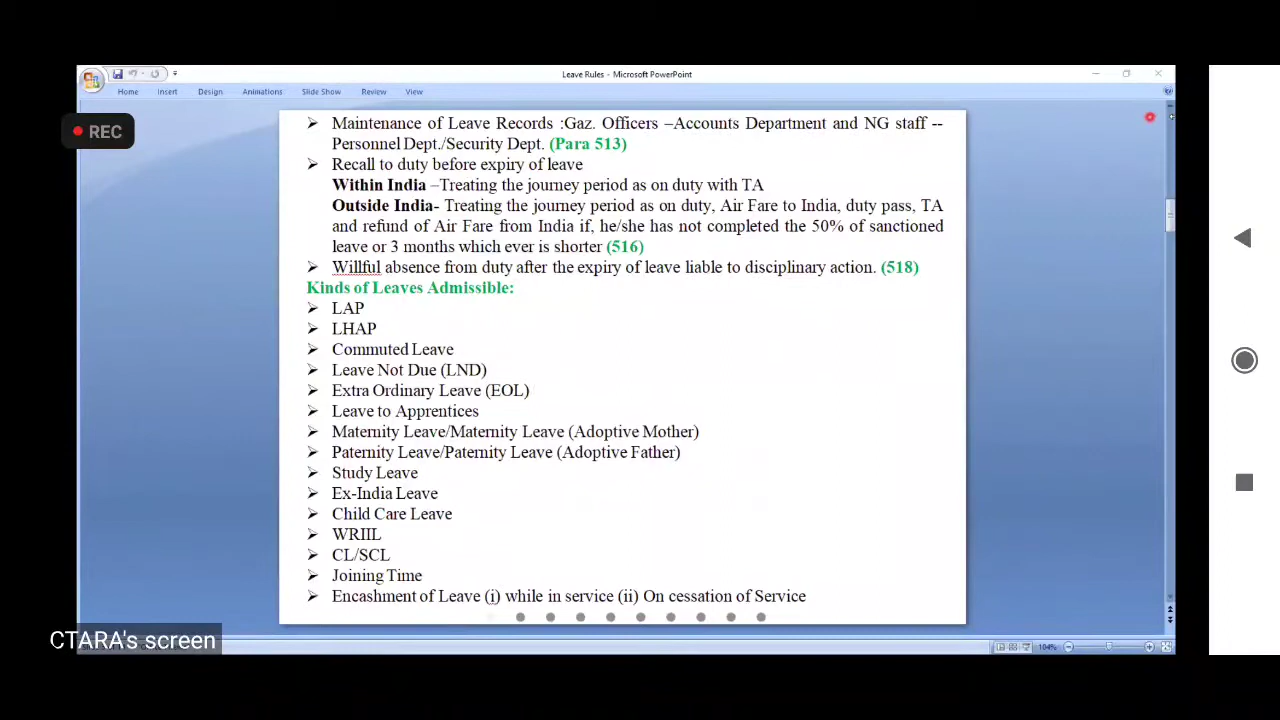 Leave Rules - Microsoft PowerPoint
Home Insert Design Animations Slide Show Review View
REC
➢ Maintenance of Leave Records :Gaz. Officers –Accounts Department and NG staff --
Personnel Dept./Security Dept. (Para 513)
➢ Recall to duty before expiry of leave
Within India –Treating the journey period as on duty with TA
Outside India- Treating the journey period as on duty, Air Fare to India, duty pass, TA
and refund of Air Fare from India if, he/she has not completed the 50% of sanctioned
leave or 3 months which ever is shorter (516)
➢ Willful absence from duty after the expiry of leave liable to disciplinary action. (518)
Kinds of Leaves Admissible:
➢ LAP
➢ LHAP
➢ Commuted Leave
➢ Leave Not Due (LND)
➢ Extra Ordinary Leave (EOL)
➢ Leave to Apprentices
➢ Maternity Leave/Maternity Leave (Adoptive Mother)
➢ Paternity Leave/Paternity Leave (Adoptive Father)
➢ Study Leave
➢ Ex-India Leave
➢ Child Care Leave
➢ WRIIL
➢ CL/SCL
➢ Joining Time
➢ Encashment of Leave (i) while in service (ii) On cessation of Service
CTARA's screen
104%